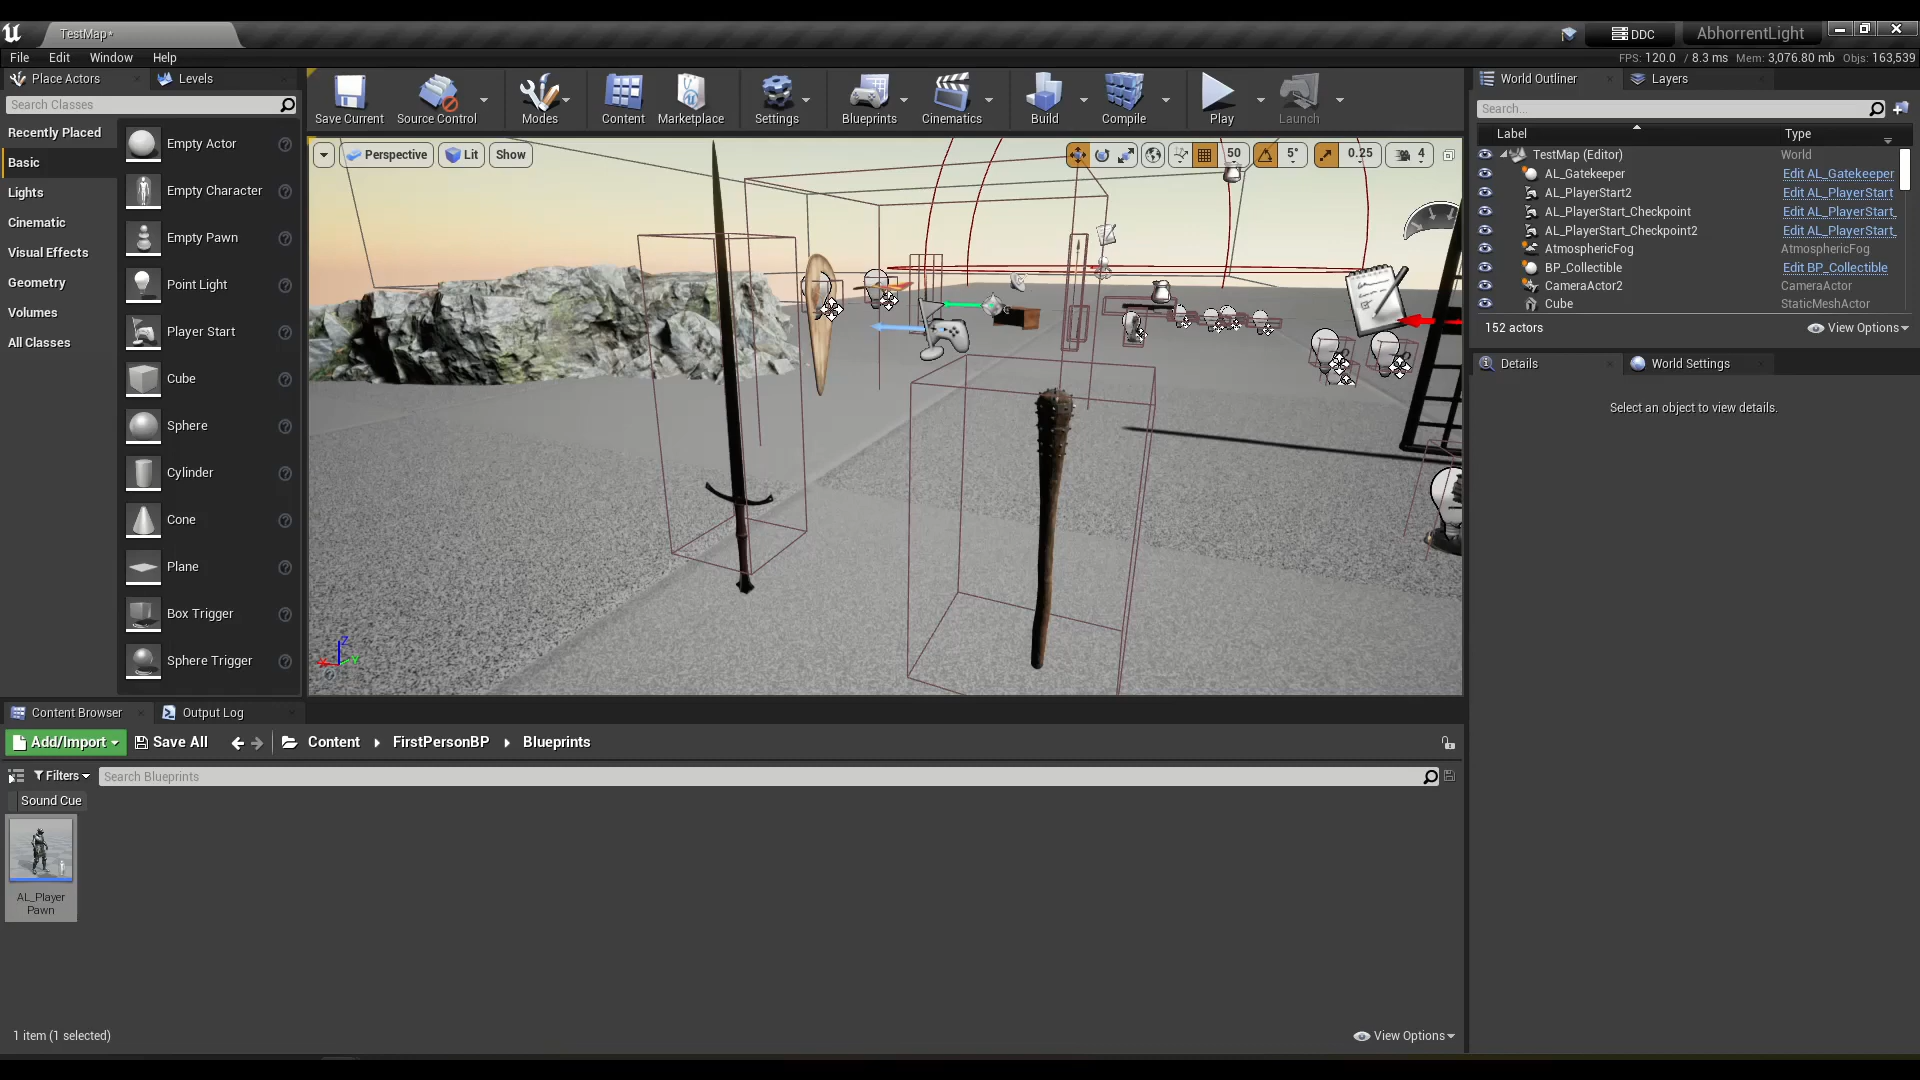 TestMap*
DDC
AbhorrentLight
File Edit Window Help
FPS: 120.0 / 8.3 ms Mem: 3,076.80 mb Objs: 163,539
Place Actors
Levels
Search Classes
Recently Placed
Basic
Lights
Cinematic
Visual Effects
Geometry
Volumes
All Classes
Empty Actor
Empty Character
Empty Pawn
Point Light
Player Start
Cube
Sphere
Cylinder
Cone
Plane
Box Trigger
Sphere Trigger
Save Current
Source Control
Modes
Content
Marketplace
Settings
Blueprints
Cinematics
Build
Compile
Play
Launch
Perspective
Lit
Show
50
5°
0.25
4
Z
World Outliner
Layers
Search...
Label Type
TestMap (Editor) World
AL_Gatekeeper Edit AL_Gatekeeper
AL_PlayerStart2 Edit AL_PlayerStart
AL_PlayerStart_Checkpoint Edit AL_PlayerStart_
AL_PlayerStart_Checkpoint2 Edit AL_PlayerStart_
AtmosphericFog AtmosphericFog
BP_Collectible Edit BP_Collectible
CameraActor2 CameraActor
Cube StaticMeshActor
152 actors
View Options
Details
World Settings
Select an object to view details.
Content Browser
Output Log
Add/Import
Save All
Content
FirstPersonBP
Blueprints
Filters
Search Blueprints
Sound Cue
AL_Player
Pawn
1 item (1 selected)
View Options